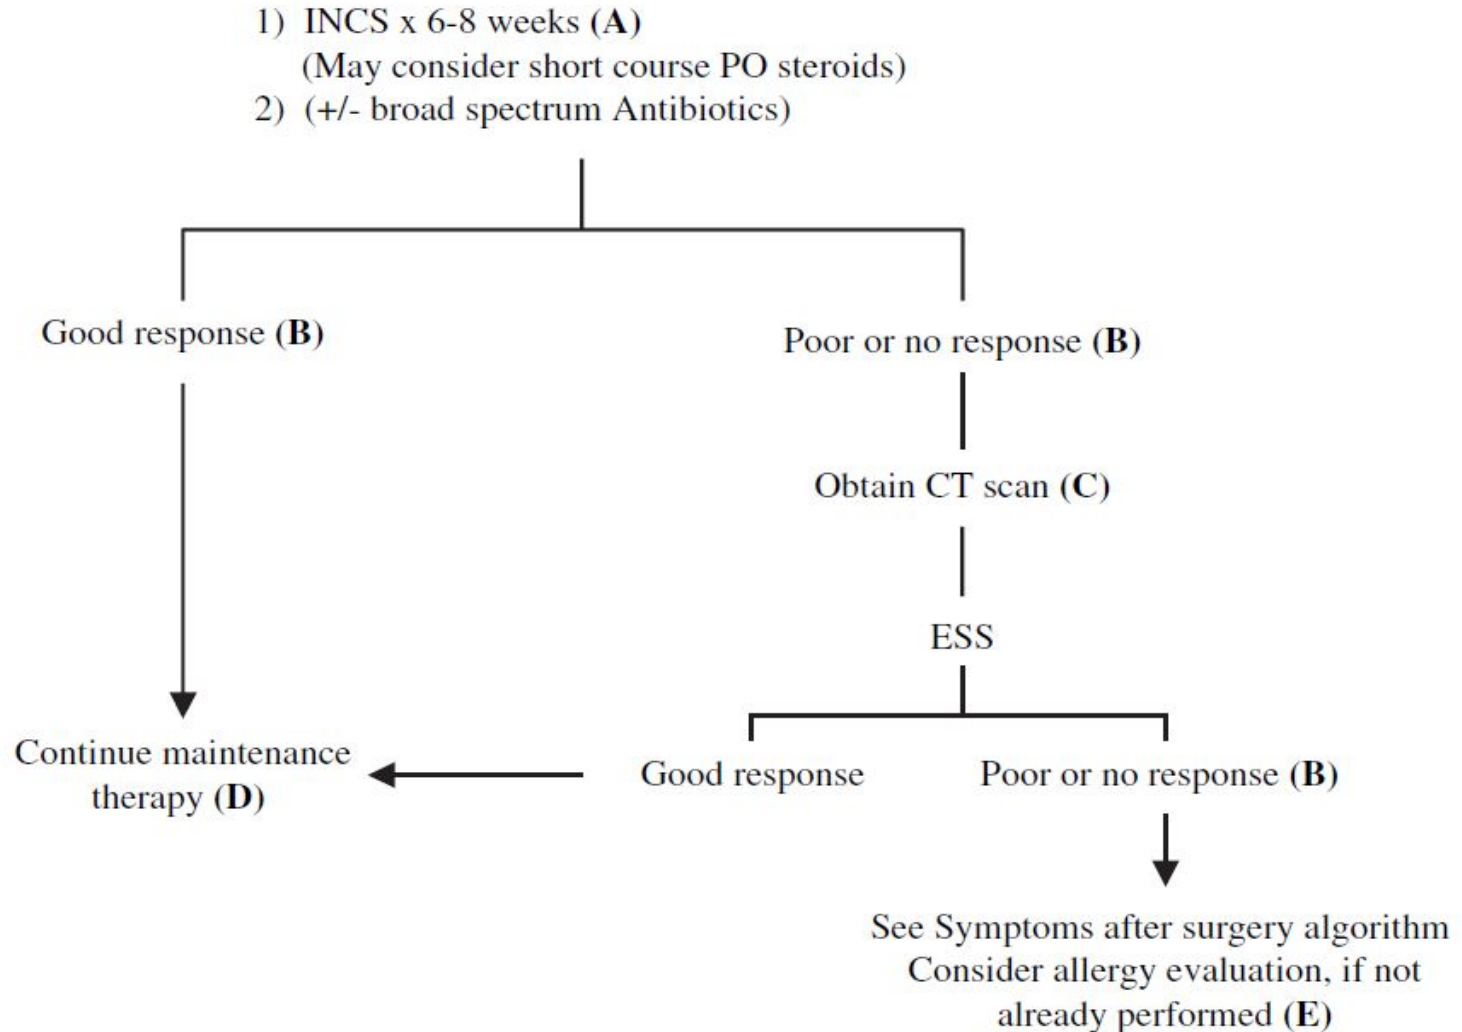 1) INCS x 6-8 weeks (A)
(May consider short course PO steroids)
2) (+/- broad spectrum Antibiotics)
Good response (B)
Poor or no response (B)
Obtain CT scan (C)
ESS
Continue maintenance
therapy (D)
Good response
Poor or no response (B)
See Symptoms after surgery algorithm
Consider allergy evaluation, if not
already performed (E)